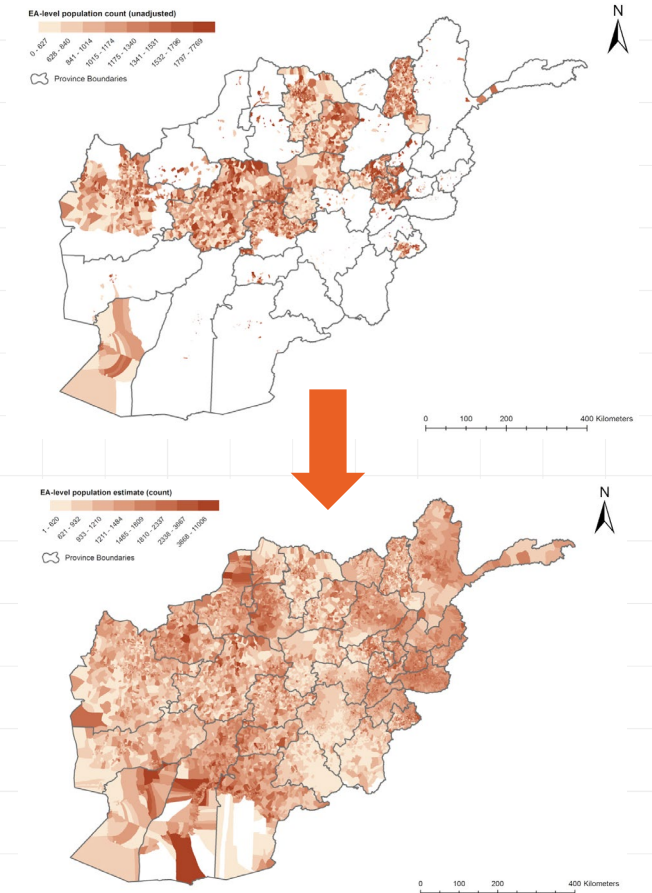 EA-level population count (unadjusted)
0 - 627
628 - 840
841 - 1014
1015 - 1174
1175 - 1340
1341 - 1531
1532 - 1796
1797 - 7769
Province Boundaries
N
0 100 200 400 Kilometers
EA-level population estimate (count)
1 - 620
621 - 932
933 - 1210
1211 - 1484
1485 - 1809
1810 - 2337
2338 - 3667
3668 - 11006
Province Boundaries
N
0 100 200 400 Kilometers